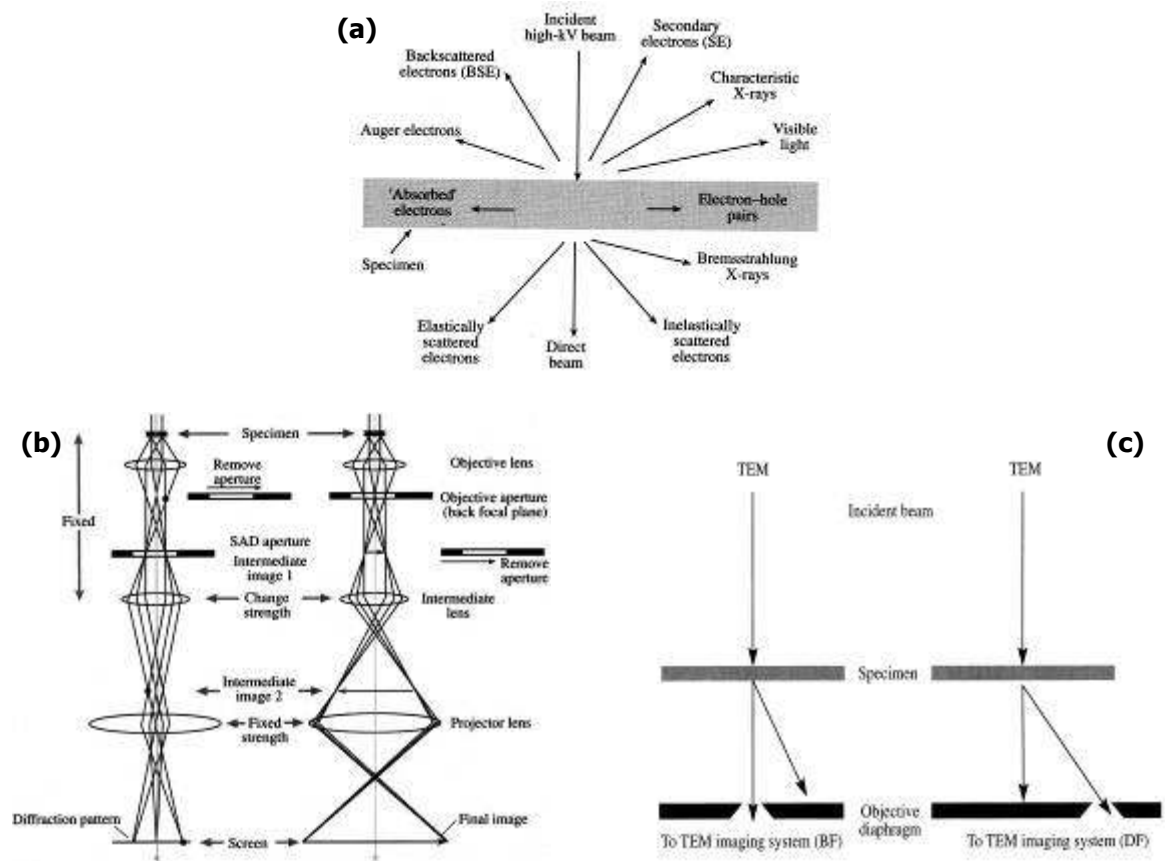 (a)
Incident
high-kV beam
Secondary
electrons (SE)
Backscattered
electrons (BSE)
Characteristic
X-rays
Auger electrons
Visible
light
'Absorbed'
electrons
Electron–hole
pairs
Specimen
Bremsstrahlung
X-rays
Elastically
scattered
electrons
Direct
beam
Inelastically
scattered
electrons
(b)
Specimen
Remove
aperture
Objective lens
Objective aperture
(back focal plane)
Fixed
SAD aperture
Intermediate
image 1
Remove
aperture
Change
strength
Intermediate
lens
Intermediate
image 2
Fixed
strength
Projector lens
Diffraction pattern
Screen
Final image
(c)
TEM
TEM
Incident beam
Specimen
Objective
diaphragm
To TEM imaging system (BF)
To TEM imaging system (DF)